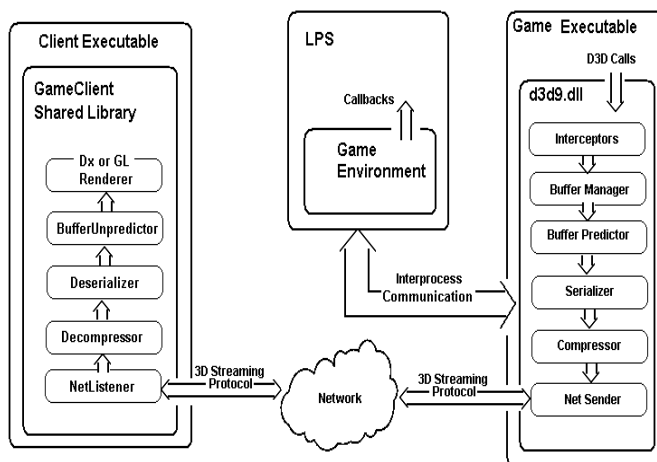 Client Executable
GameClient
Shared Library
Dx or GL
Renderer
BufferUnpredictor
Deserializer
Decompressor
NetListener
LPS
Callbacks
Game
Environment
Interprocess
Communication
3D Streaming
Protocol
Network
3D Streaming
Protocol
Game Executable
D3D Calls
d3d9.dll
Interceptors
Buffer Manager
Buffer Predictor
Serializer
Compressor
Net Sender